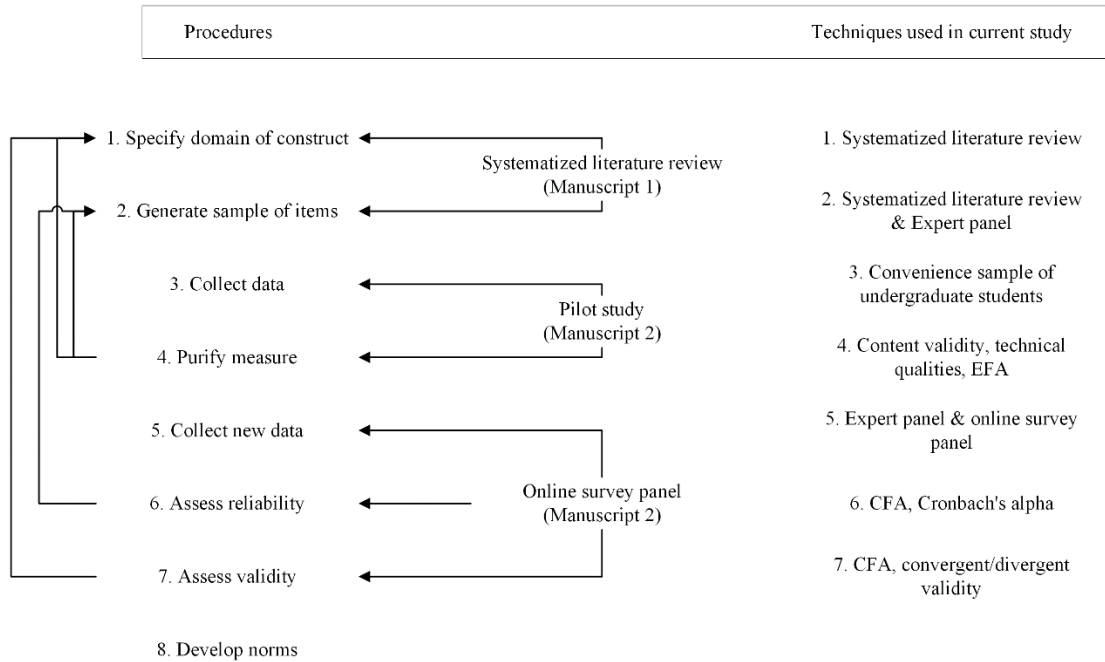 Procedures
Techniques used in current study
1. Specify domain of construct
2. Generate sample of items
3. Collect data
4. Purify measure
5. Collect new data
6. Assess reliability
7. Assess validity
8. Develop norms
Systematized literature review
(Manuscript 1)
Pilot study
(Manuscript 2)
Online survey panel
(Manuscript 2)
1. Systematized literature review
2. Systematized literature review
& Expert panel
3. Convenience sample of
undergraduate students
4. Content validity, technical
qualities, EFA
5. Expert panel & online survey
panel
6. CFA, Cronbach's alpha
7. CFA, convergent/divergent
validity